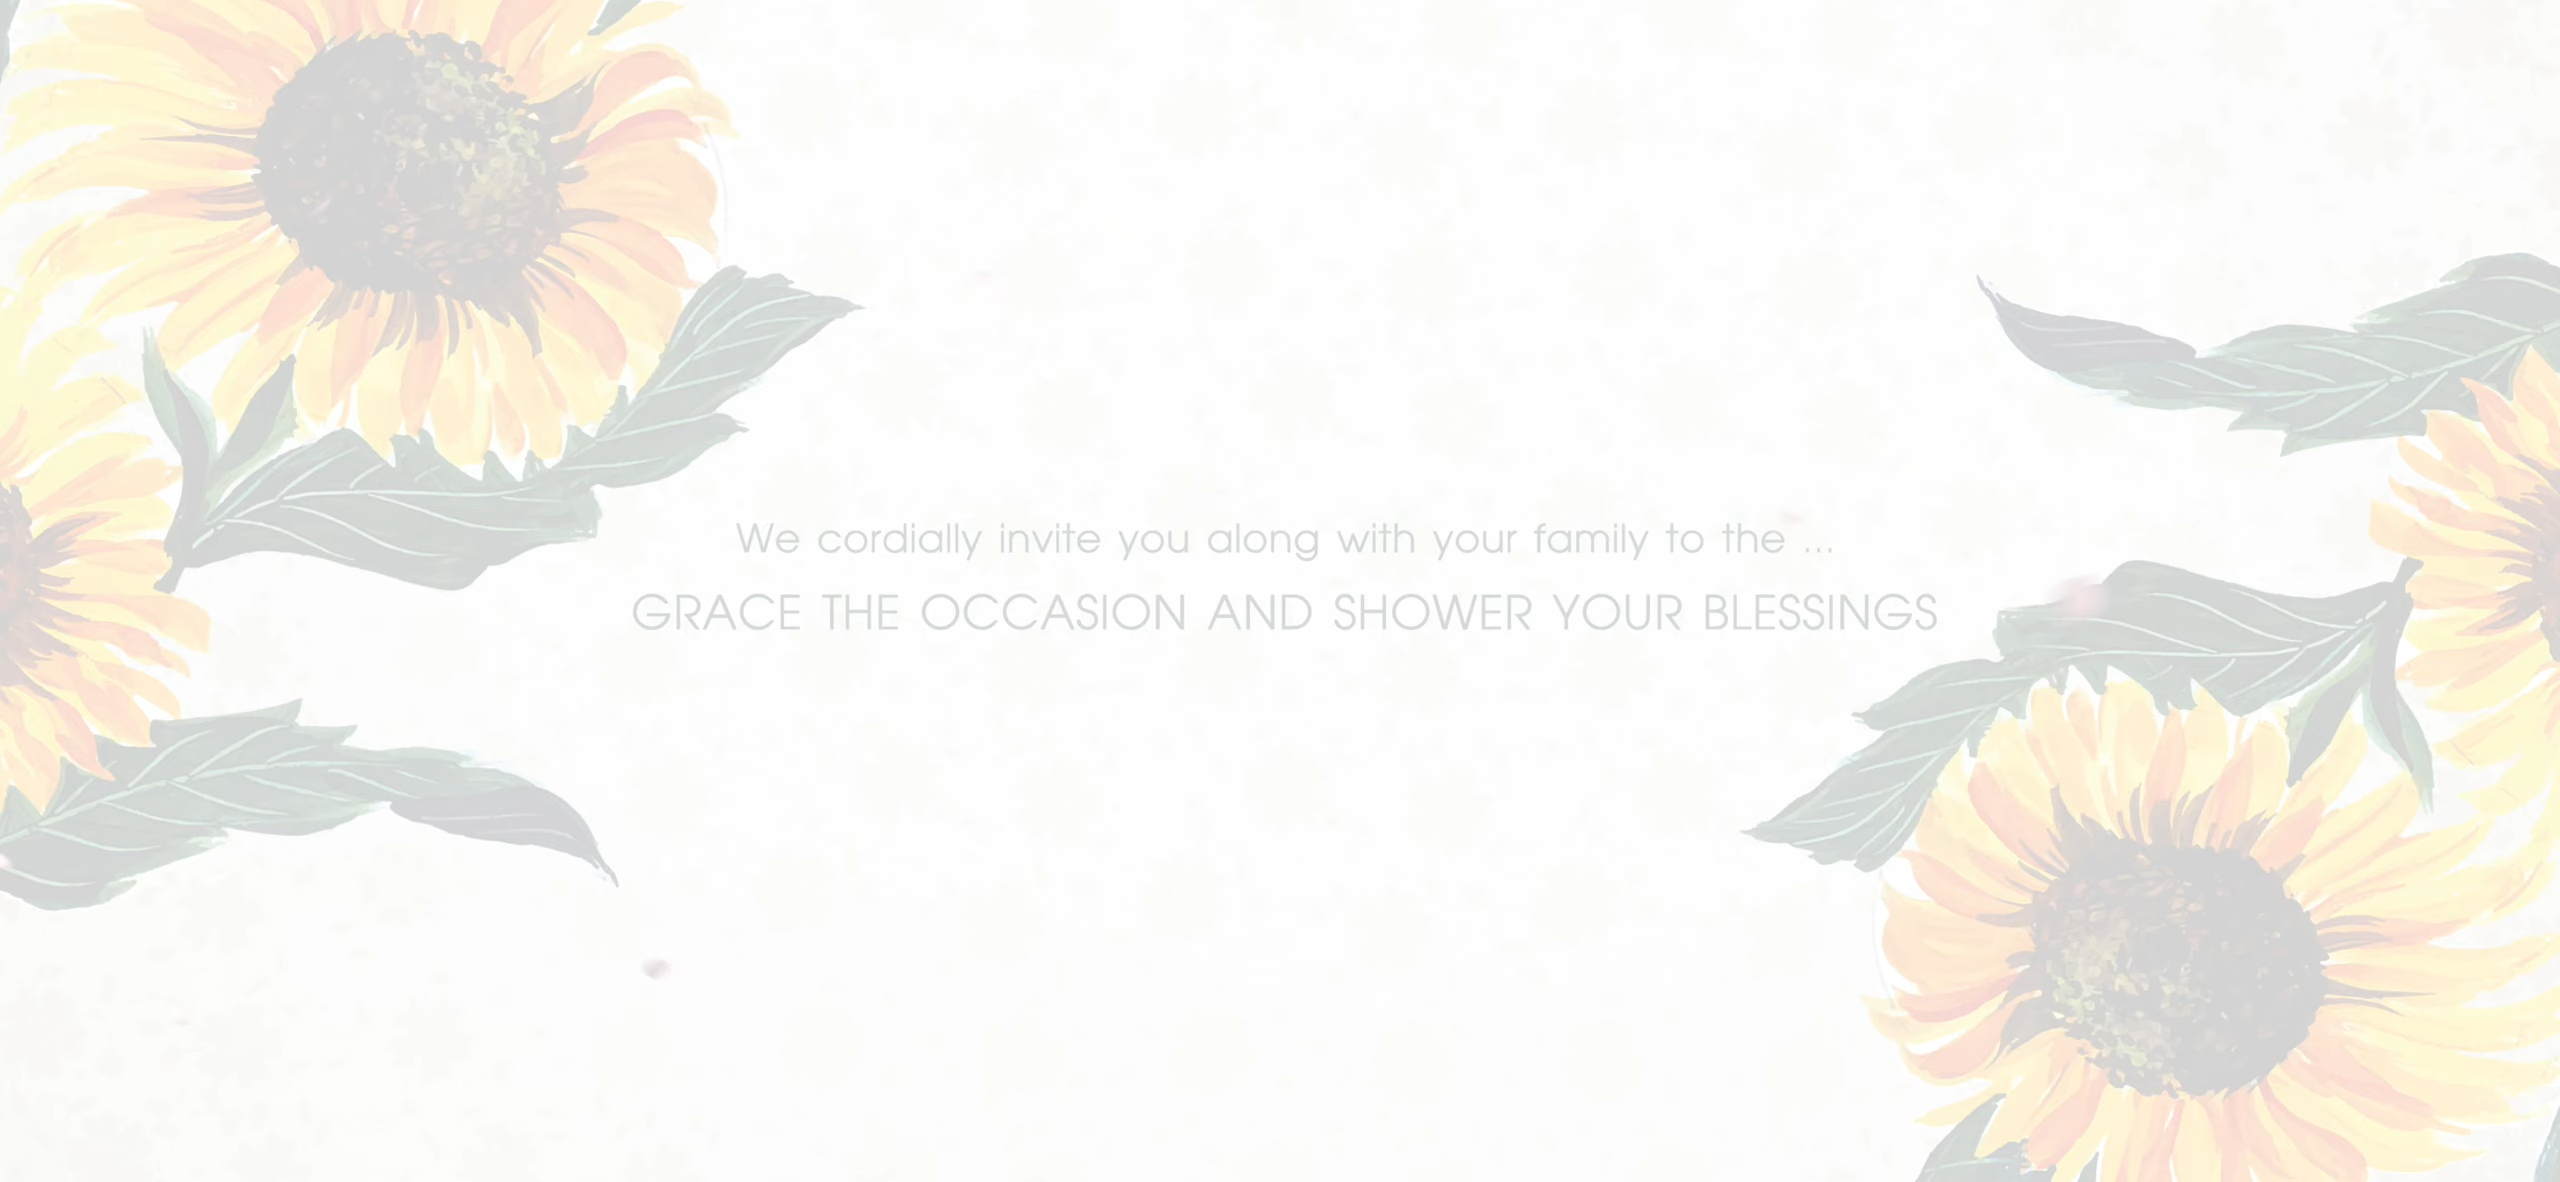 We cordially invite you along with your family to the ...
GRACE THE OCCASION AND SHOWER YOUR BLESSINGS